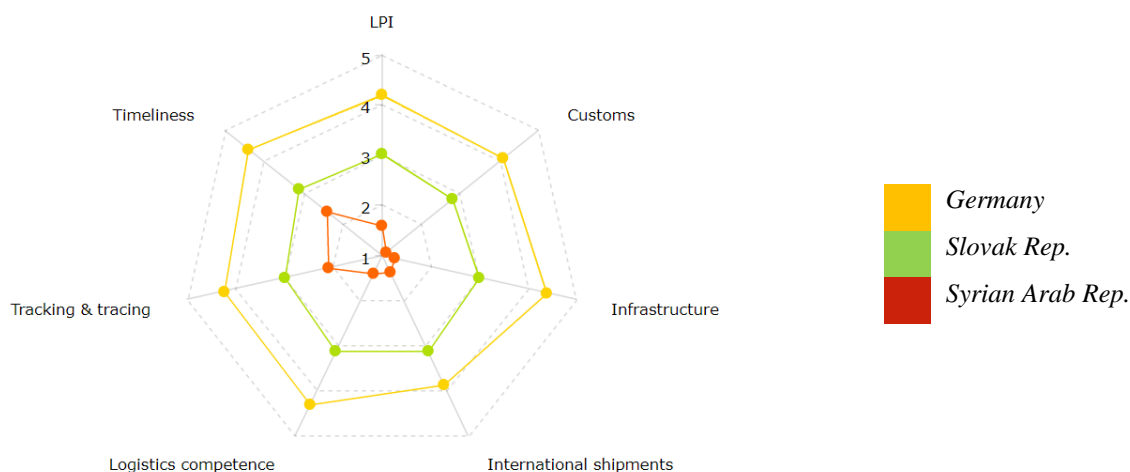 LPI
5
4
3
2
1
Customs
Infrastructure
International shipments
Logistics competence
Tracking & tracing
Timeliness
Germany
Slovak Rep.
Syrian Arab Rep.